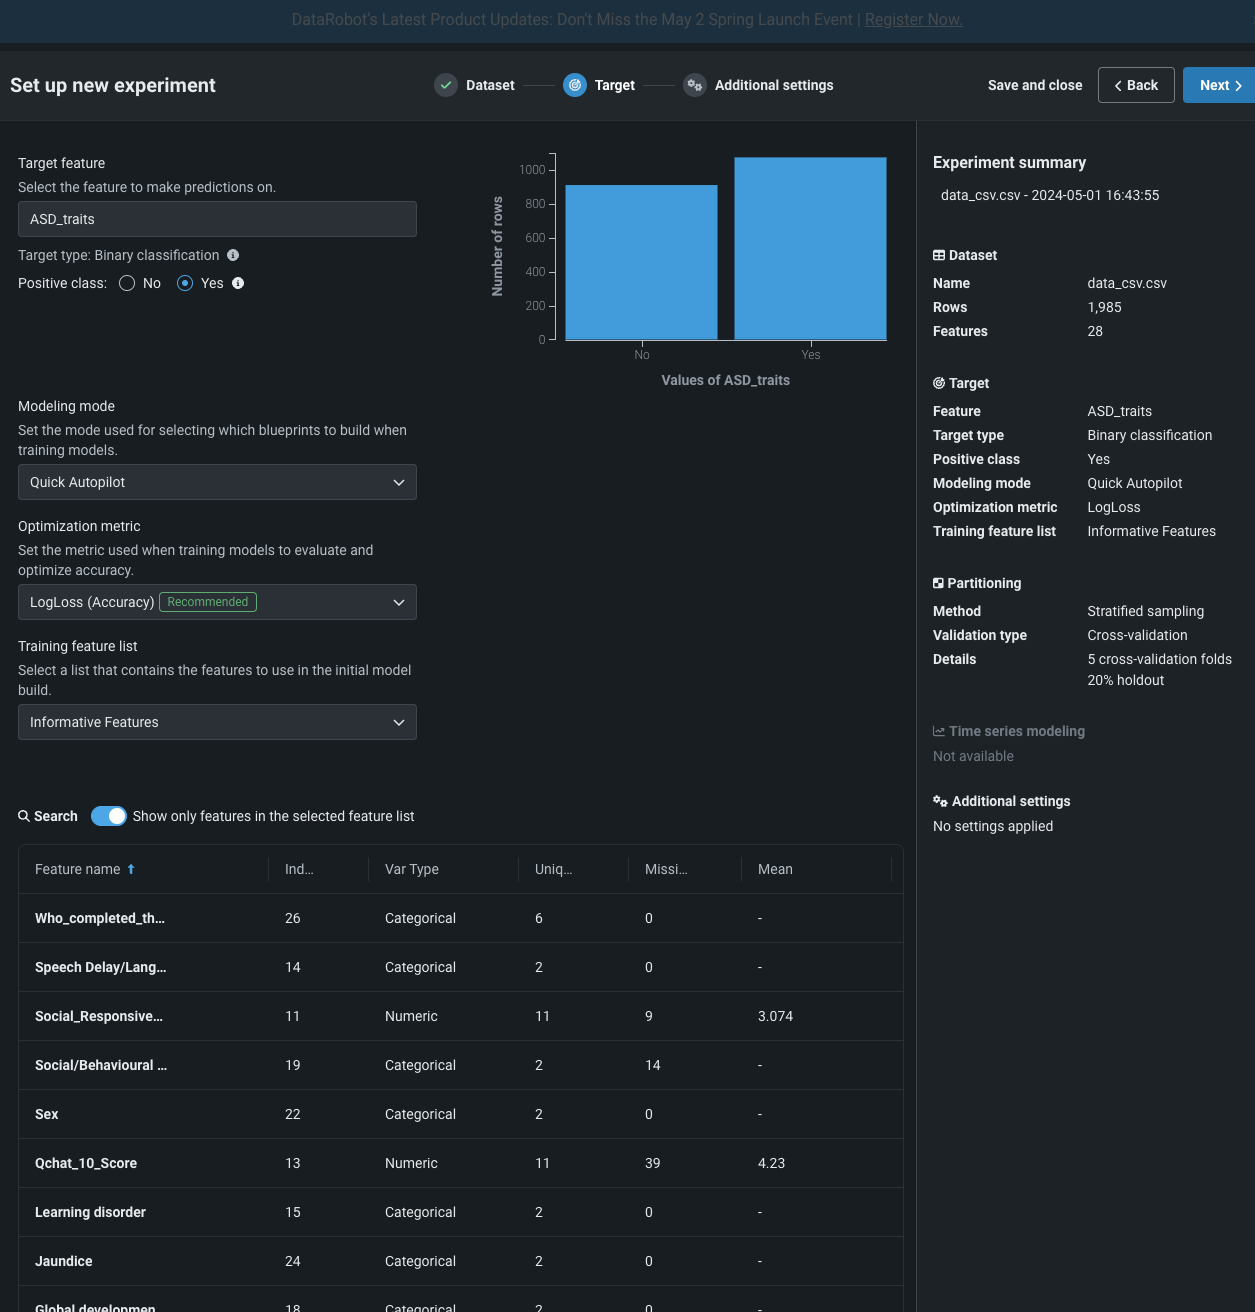 DataRobot's Latest Product Updates: Don't Miss the May 2 Spring Launch Event | Register Now.
Set up new experiment
Dataset
Target
Additional settings
Save and close
Back
Next
Target feature
Select the feature to make predictions on.
ASD_traits
Target type: Binary classification
Positive class: No Yes
Number of rows
1000
800
600
400
200
0
No
Yes
Values of ASD_traits
Modeling mode
Set the mode used for selecting which blueprints to build when
training models.
Quick Autopilot
Optimization metric
Set the metric used when training models to evaluate and
optimize accuracy.
LogLoss (Accuracy) Recommended
Training feature list
Select a list that contains the features to use in the initial model
build.
Informative Features
Search Show only features in the selected feature list
Feature name Ind... Var Type Uniq... Missi... Mean
Who_completed_th... 26 Categorical 6 0 -
Speech Delay/Lang... 14 Categorical 2 0 -
Social_Responsive... 11 Numeric 11 9 3.074
Social/Behavioural ... 19 Categorical 2 14 -
Sex 22 Categorical 2 0 -
Qchat_10_Score 13 Numeric 11 39 4.23
Learning disorder 15 Categorical 2 0 -
Jaundice 24 Categorical 2 0 -
Global developmen... 18 Categorical 2 0 -
Experiment summary
data_csv.csv - 2024-05-01 16:43:55
Dataset
Name data_csv.csv
Rows 1,985
Features 28
Target
Feature ASD_traits
Target type Binary classification
Positive class Yes
Modeling mode Quick Autopilot
Optimization metric LogLoss
Training feature list Informative Features
Partitioning
Method Stratified sampling
Validation type Cross-validation
Details 5 cross-validation folds
20% holdout
Time series modeling
Not available
Additional settings
No settings applied